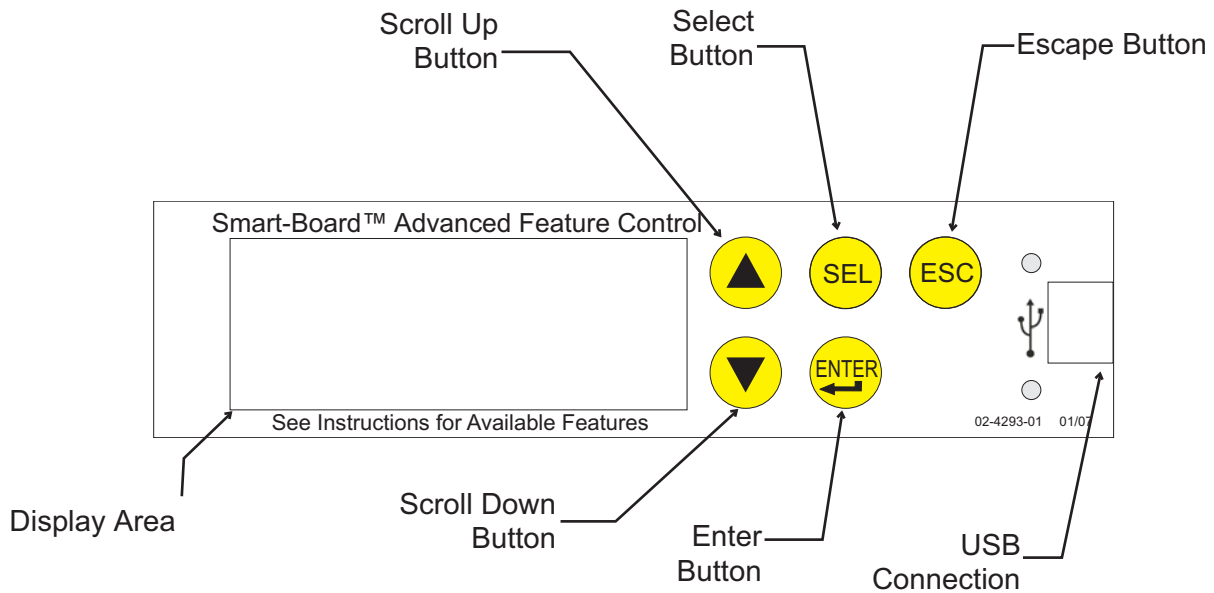 Scroll Up
Button
Select
Button
Escape Button
Smart-Board™ Advanced Feature Control
SEL
ESC
ENTER
See Instructions for Available Features
02-4293-01 01/07
Display Area
Scroll Down
Button
Enter
Button
USB
Connection